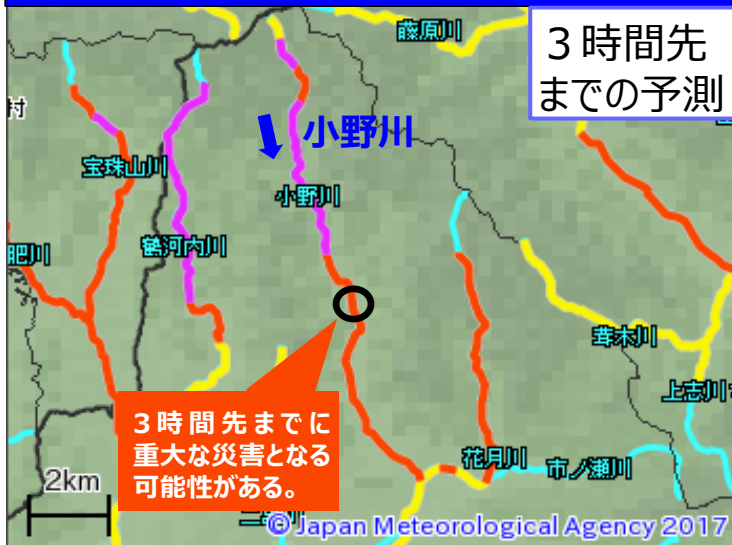 藤原川
３時間先
までの予測
村
小野川
宝珠山川
小野川
肥川
鶴河内川
茸木川
上志川
３時間先までに
重大な災害となる
可能性がある。
花月川
市ノ瀬川
2km
© Japan Meteorological Agency 2017